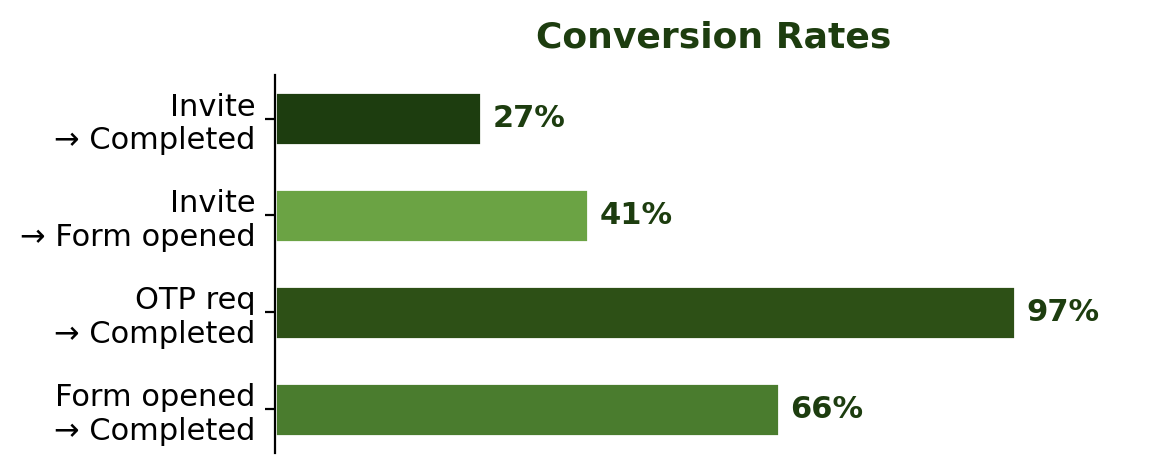 Conversion Rates
Invite
→ Completed
27%
Invite
→ Form opened
41%
OTP req
→ Completed
97%
Form opened
→ Completed
66%